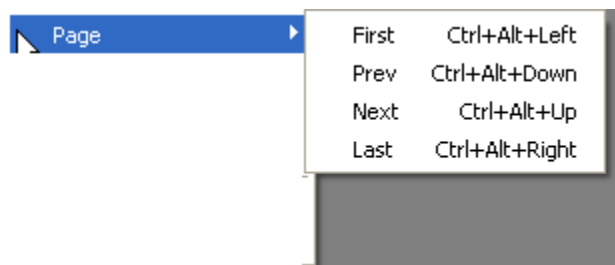 Page
First Ctrl+Alt+Left
Prev Ctrl+Alt+Down
Next Ctrl+Alt+Up
Last Ctrl+Alt+Right